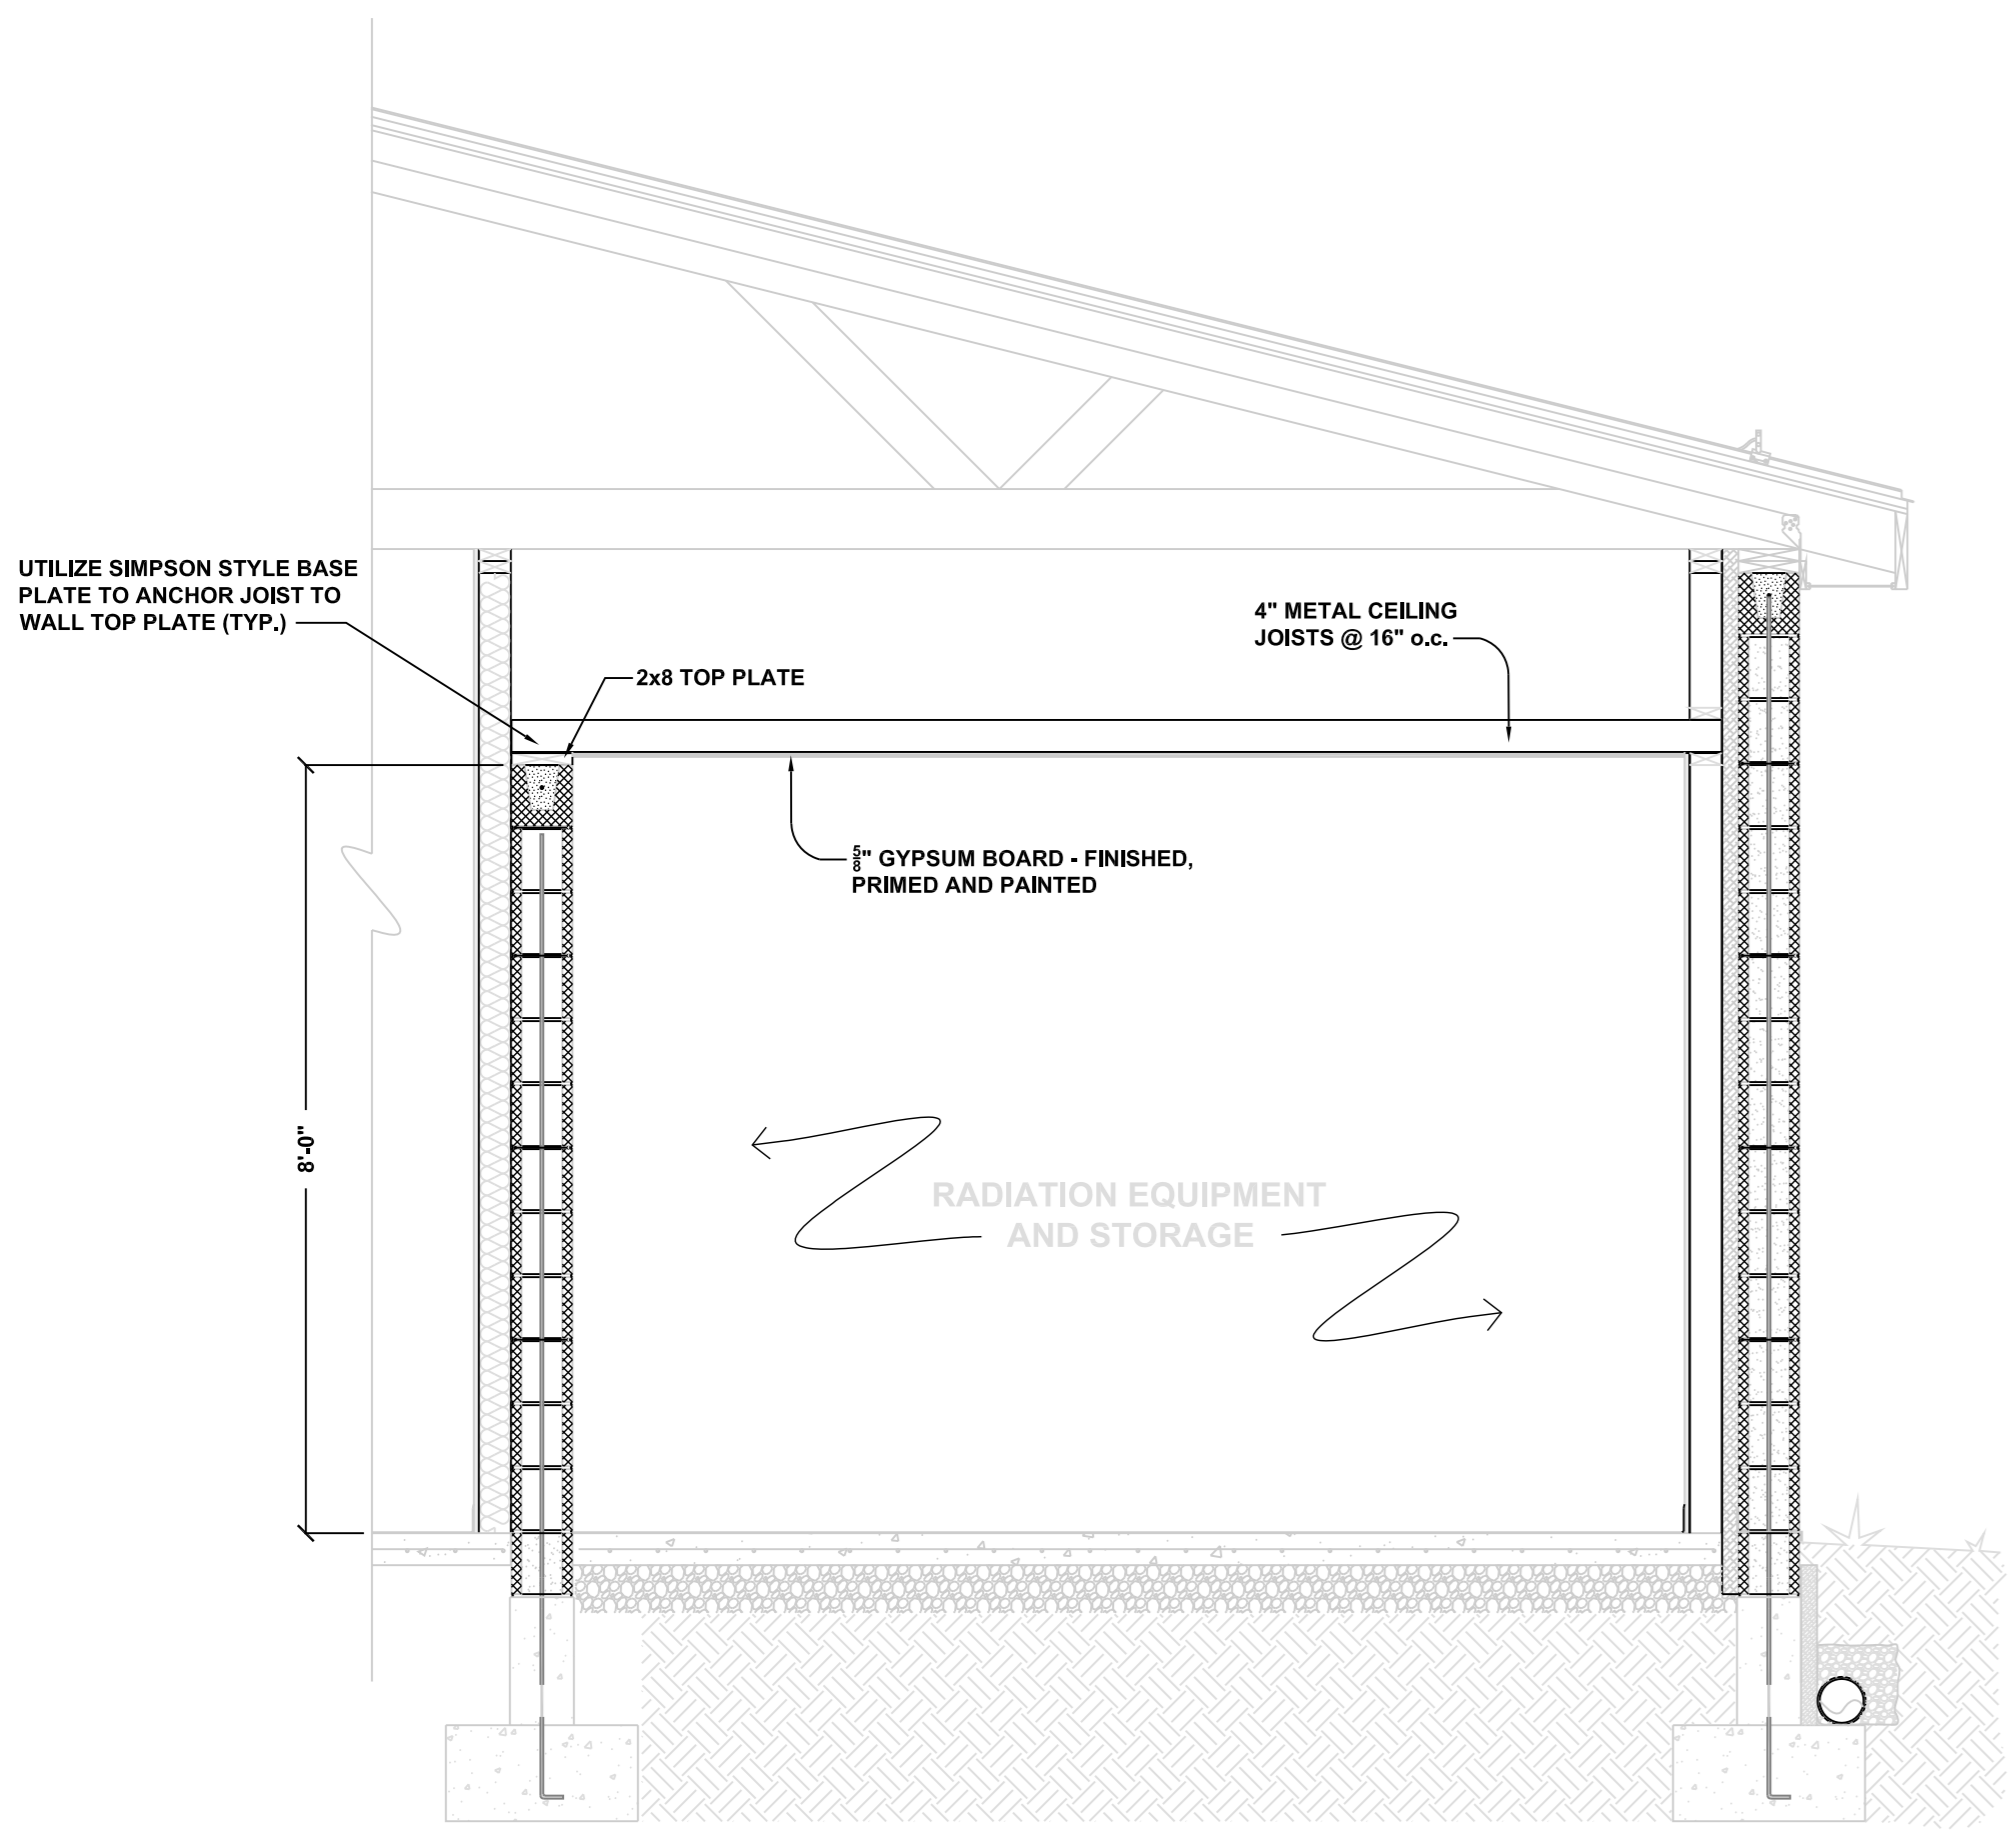 UTILIZE SIMPSON STYLE BASE
PLATE TO ANCHOR JOIST TO
WALL TOP PLATE (TYP.)
4" METAL CEILING
JOISTS @ 16" o.c.
2x8 TOP PLATE
5/8" GYPSUM BOARD - FINISHED,
PRIMED AND PAINTED
8'-0"
RADIATION EQUIPMENT
AND STORAGE